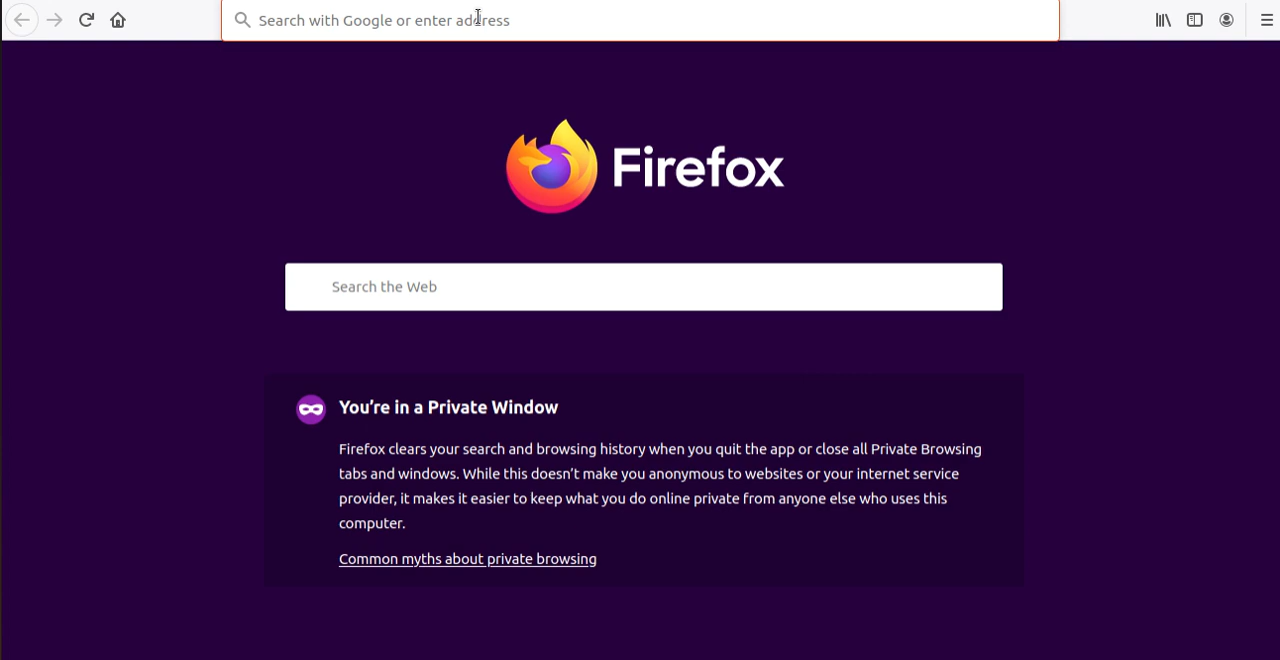 Search with Google or enter address
Firefox
Search the Web
You’re in a Private Window
Firefox clears your search and browsing history when you quit the app or close all Private Browsing
tabs and windows. While this doesn’t make you anonymous to websites or your internet service
provider, it makes it easier to keep what you do online private from anyone else who uses this
computer.
Common myths about private browsing